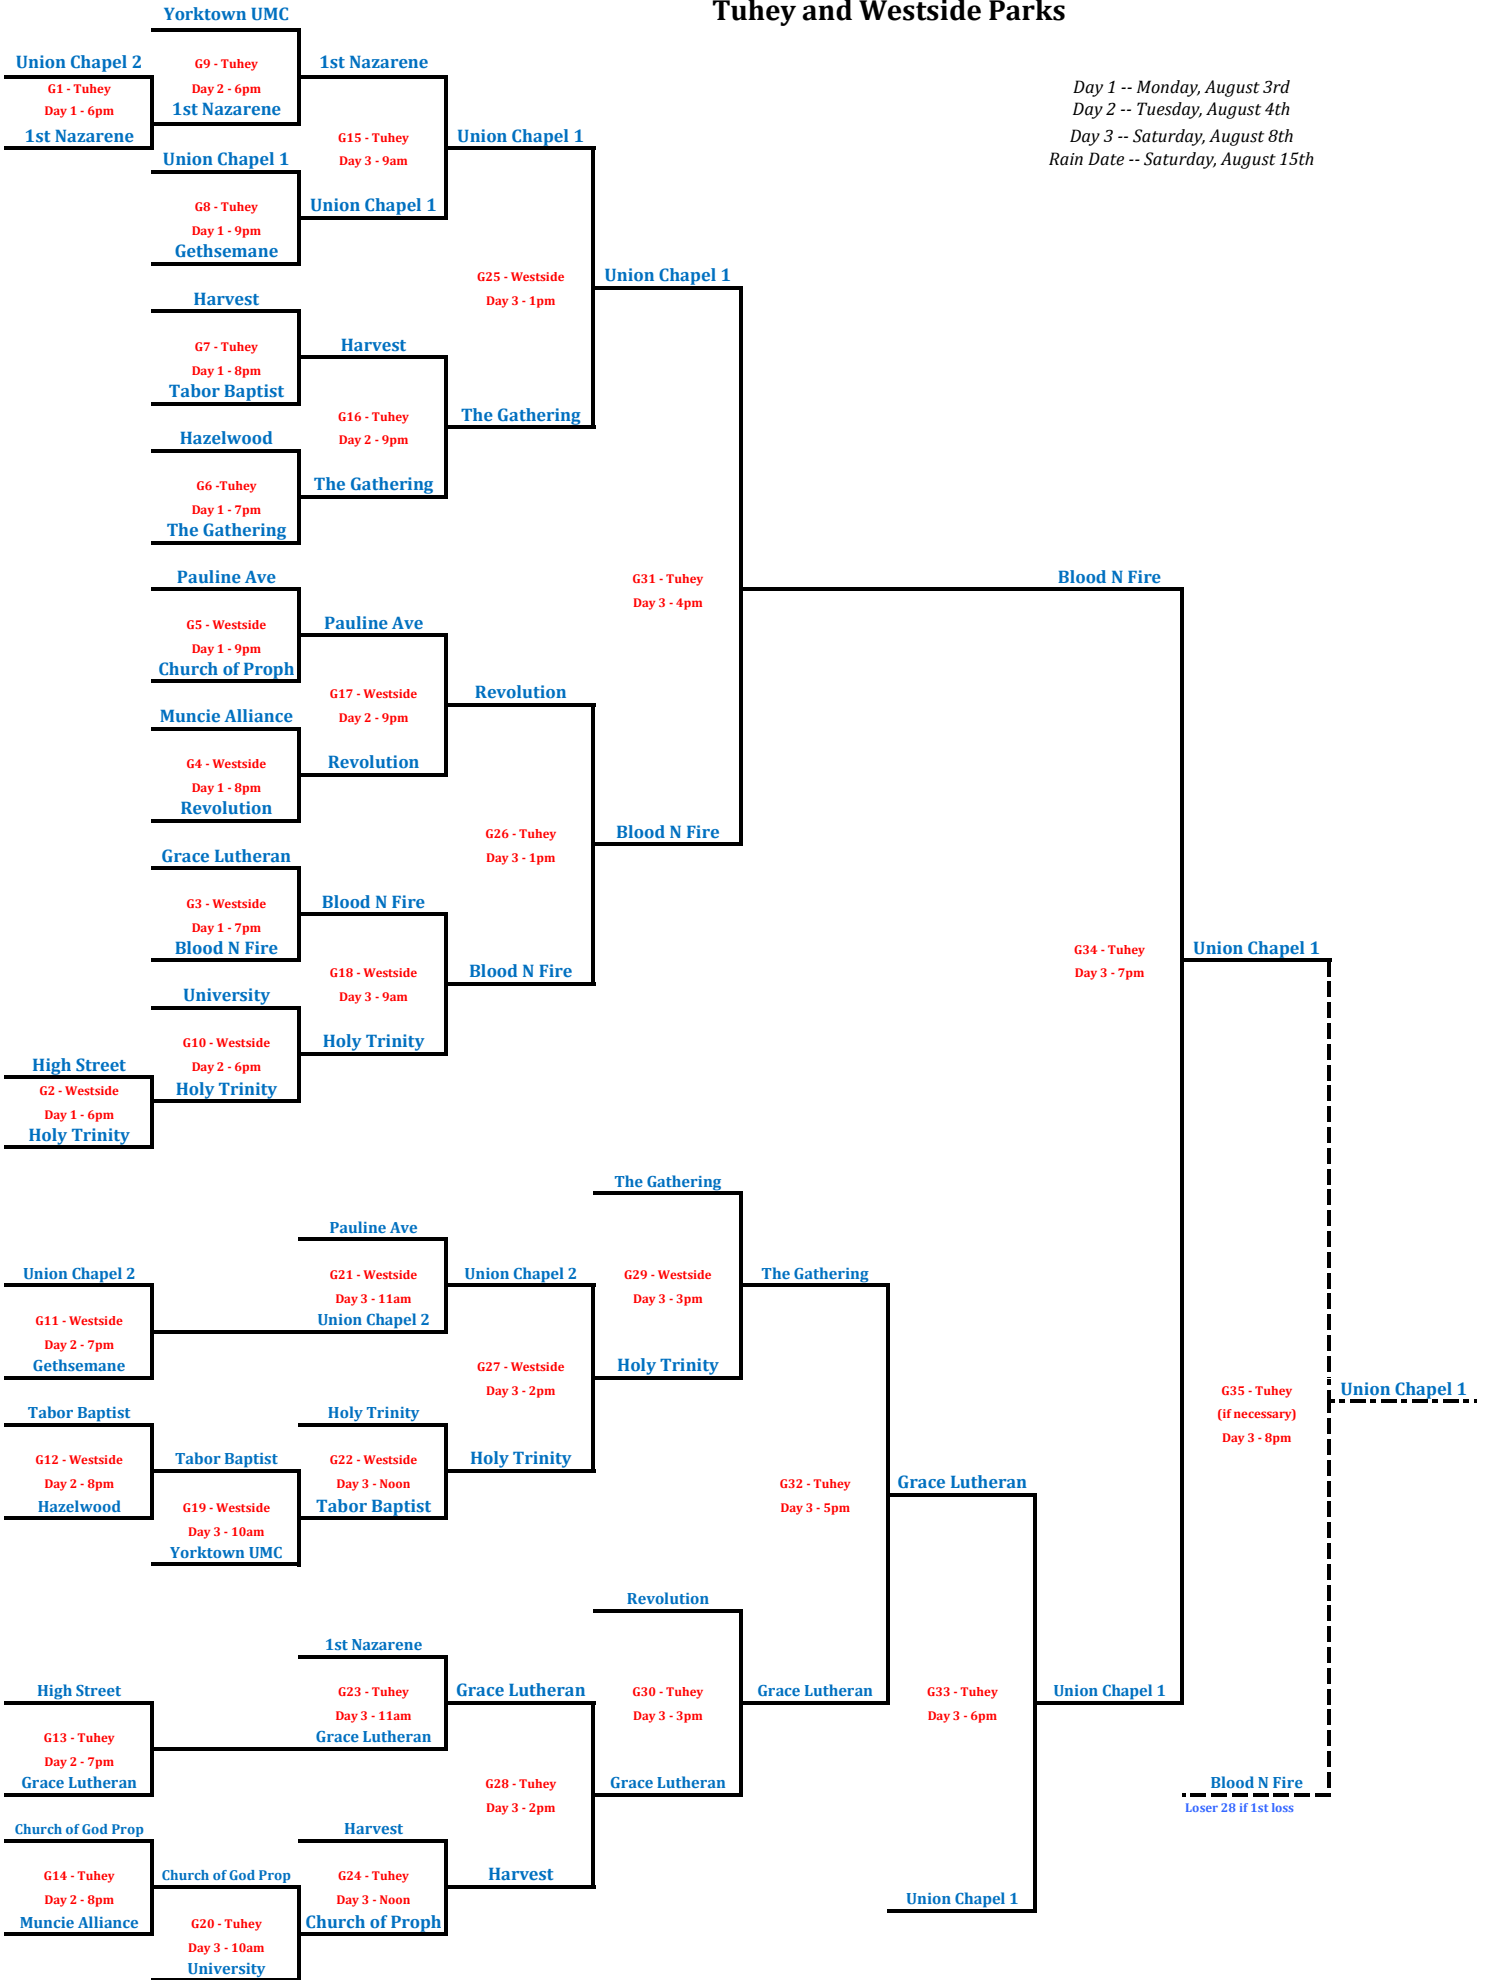 Tuhey and Westside Parks
Day 1 -- Monday, August 3rd
Day 2 -- Tuesday, August 4th
Day 3 -- Saturday, August 8th
Rain Date -- Saturday, August 15th
Yorktown UMC
Union Chapel 2
G9 - Tuhey
1st Nazarene
G1 - Tuhey
Day 2 - 6pm
Day 1 - 6pm
1st Nazarene
1st Nazarene
G15 - Tuhey
Union Chapel 1
Union Chapel 1
Day 3 - 9am
G8 - Tuhey
Union Chapel 1
Day 1 - 9pm
Gethsemane
G25 - Westside
Union Chapel 1
Harvest
Day 3 - 1pm
G7 - Tuhey
Harvest
Day 1 - 8pm
Tabor Baptist
G16 - Tuhey
The Gathering
Hazelwood
Day 2 - 9pm
G6 -Tuhey
The Gathering
Day 1 - 7pm
The Gathering
Pauline Ave
G31 - Tuhey
Blood N Fire
Day 3 - 4pm
G5 - Westside
Pauline Ave
Day 1 - 9pm
Church of Proph
G17 - Westside
Revolution
Muncie Alliance
Day 2 - 9pm
G4 - Westside
Revolution
Day 1 - 8pm
Revolution
G26 - Tuhey
Blood N Fire
Grace Lutheran
Day 3 - 1pm
G3 - Westside
Blood N Fire
Day 1 - 7pm
Blood N Fire
G34 - Tuhey
Union Chapel 1
G18 - Westside
Blood N Fire
Day 3 - 7pm
University
Day 3 - 9am
G10 - Westside
Holy Trinity
High Street
Day 2 - 6pm
G2 - Westside
Holy Trinity
Day 1 - 6pm
Holy Trinity
The Gathering
Pauline Ave
Union Chapel 2
G21 - Westside
Union Chapel 2
G29 - Westside
The Gathering
Day 3 - 11am
Day 3 - 3pm
G11 - Westside
Union Chapel 2
Day 2 - 7pm
Gethsemane
G27 - Westside
Holy Trinity
Day 3 - 2pm
G35 - Tuhey
Union Chapel 1
Tabor Baptist
Holy Trinity
(if necessary)
Day 3 - 8pm
G12 - Westside
Tabor Baptist
G22 - Westside
Holy Trinity
Day 2 - 8pm
Day 3 - Noon
G32 - Tuhey
Grace Lutheran
Hazelwood
G19 - Westside
Tabor Baptist
Day 3 - 5pm
Day 3 - 10am
Yorktown UMC
Revolution
1st Nazarene
High Street
G23 - Tuhey
Grace Lutheran
G30 - Tuhey
Grace Lutheran
G33 - Tuhey
Union Chapel 1
Day 3 - 11am
Day 3 - 3pm
Day 3 - 6pm
G13 - Tuhey
Grace Lutheran
Day 2 - 7pm
Grace Lutheran
G28 - Tuhey
Grace Lutheran
Blood N Fire
Day 3 - 2pm
Loser 28 if 1st loss
Church of God Prop
Harvest
G14 - Tuhey
Church of God Prop
G24 - Tuhey
Harvest
Day 2 - 8pm
Day 3 - Noon
Union Chapel 1
Muncie Alliance
G20 - Tuhey
Church of Proph
Day 3 - 10am
University